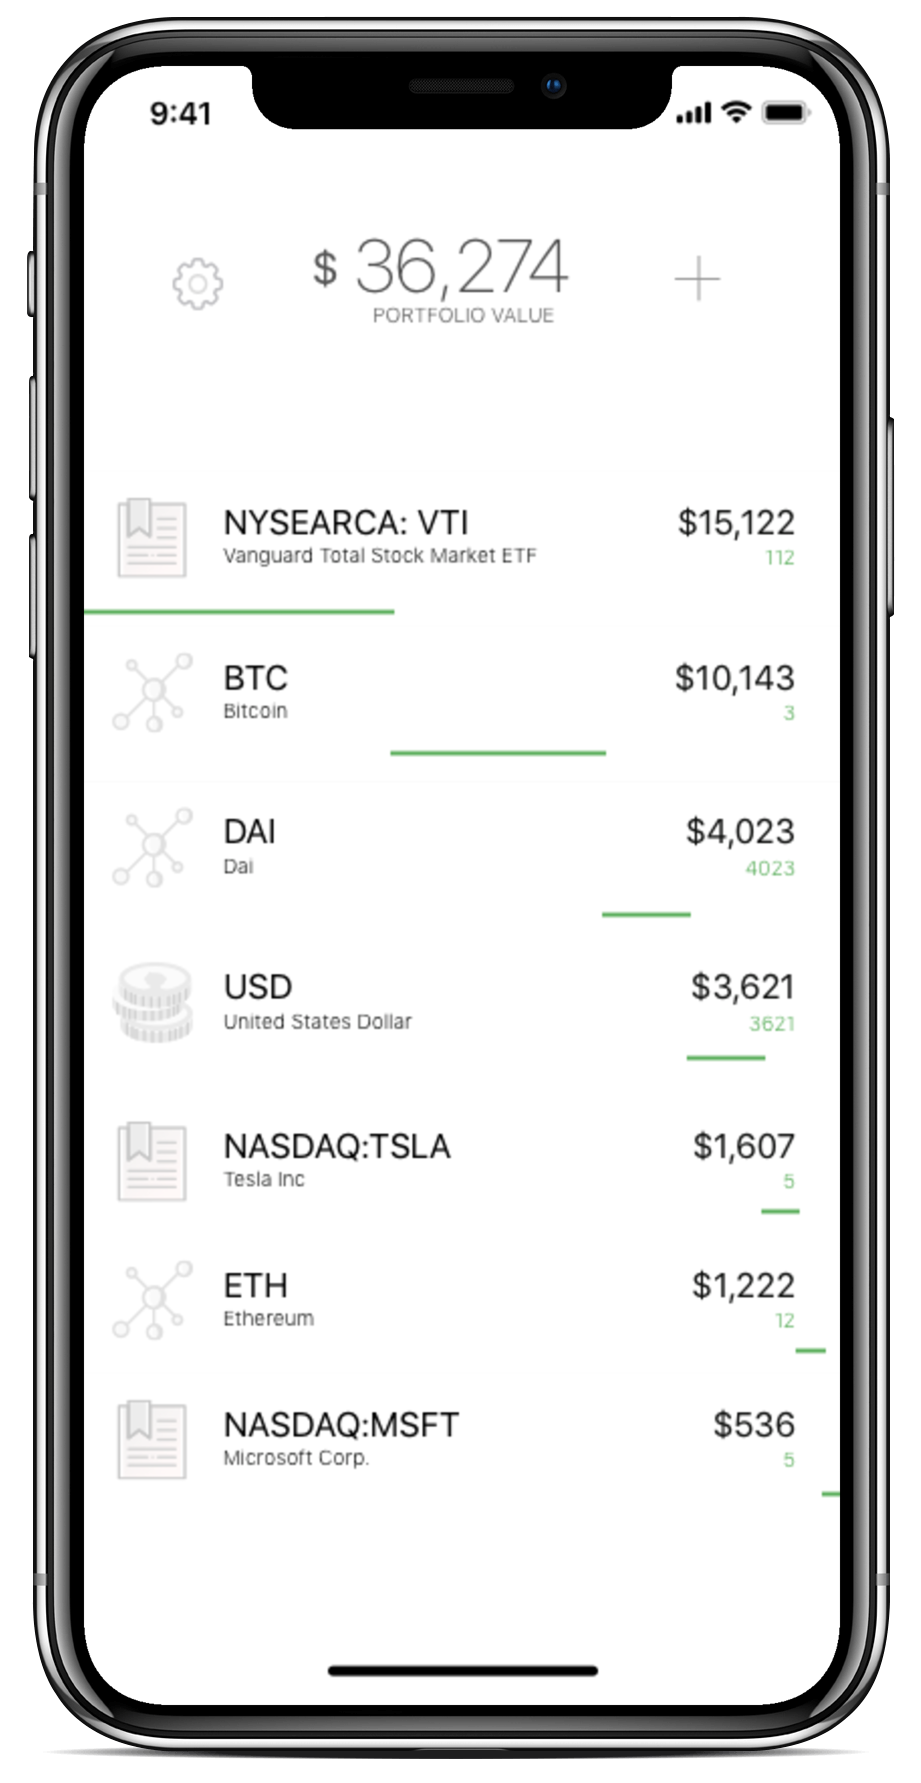 9:41
$ 36,274
PORTFOLIO VALUE
NYSEARCA: VTI $15,122
Vanguard Total Stock Market ETF 112
BTC $10,143
Bitcoin 3
DAI $4,023
Dai 4023
USD $3,621
United States Dollar 3621
NASDAQ:TSLA $1,607
Tesla Inc 5
ETH $1,222
Ethereum 12
NASDAQ:MSFT $536
Microsoft Corp. 5